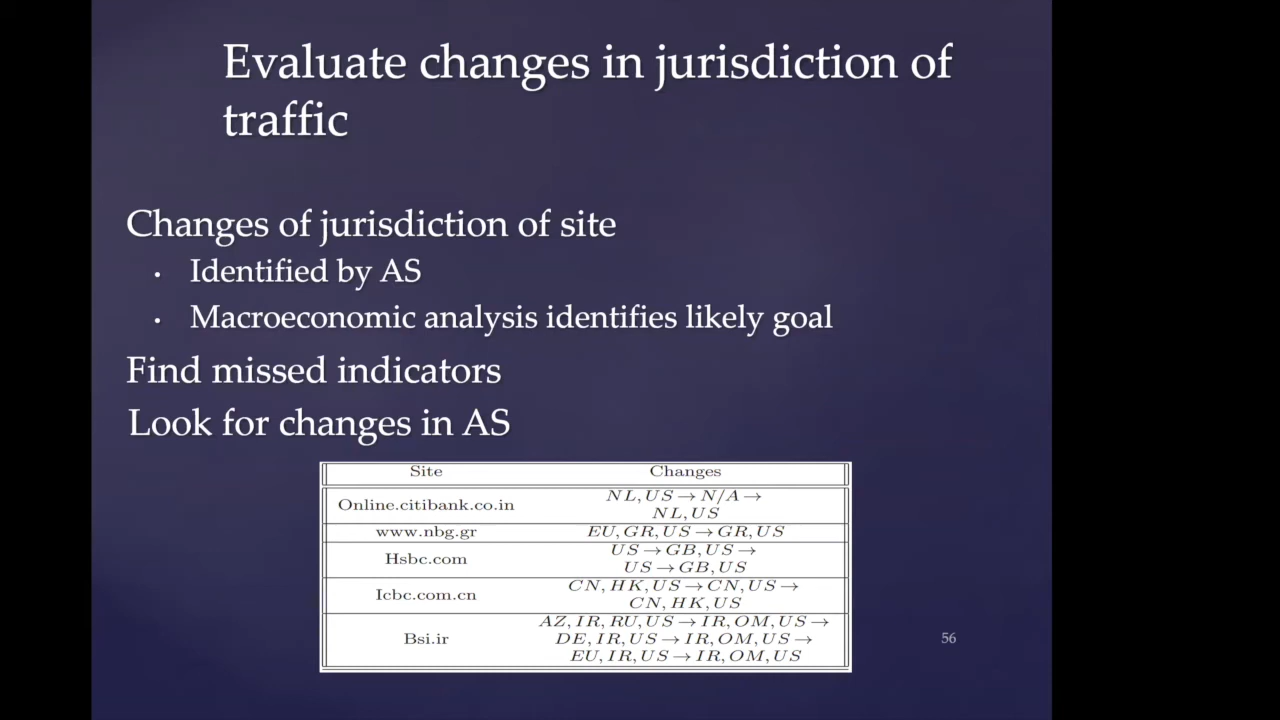 Evaluate changes in jurisdiction of
traffic
Changes of jurisdiction of site
• Identified by AS
• Macroeconomic analysis identifies likely goal
Find missed indicators
Look for changes in AS
Site Changes
Online.citibank.co.in NL, US → N/A →
NL, US
www.nbg.gr EU, GR, US → GR, US
Hsbc.com US → GB, US →
US → GB, US
Icbc.com.cn CN, HK, US → CN, US →
CN, HK, US
Bsi.ir AZ, IR, RU, US → IR, OM, US →
DE, IR, US → IR, OM, US →
EU, IR, US → IR, OM, US
56